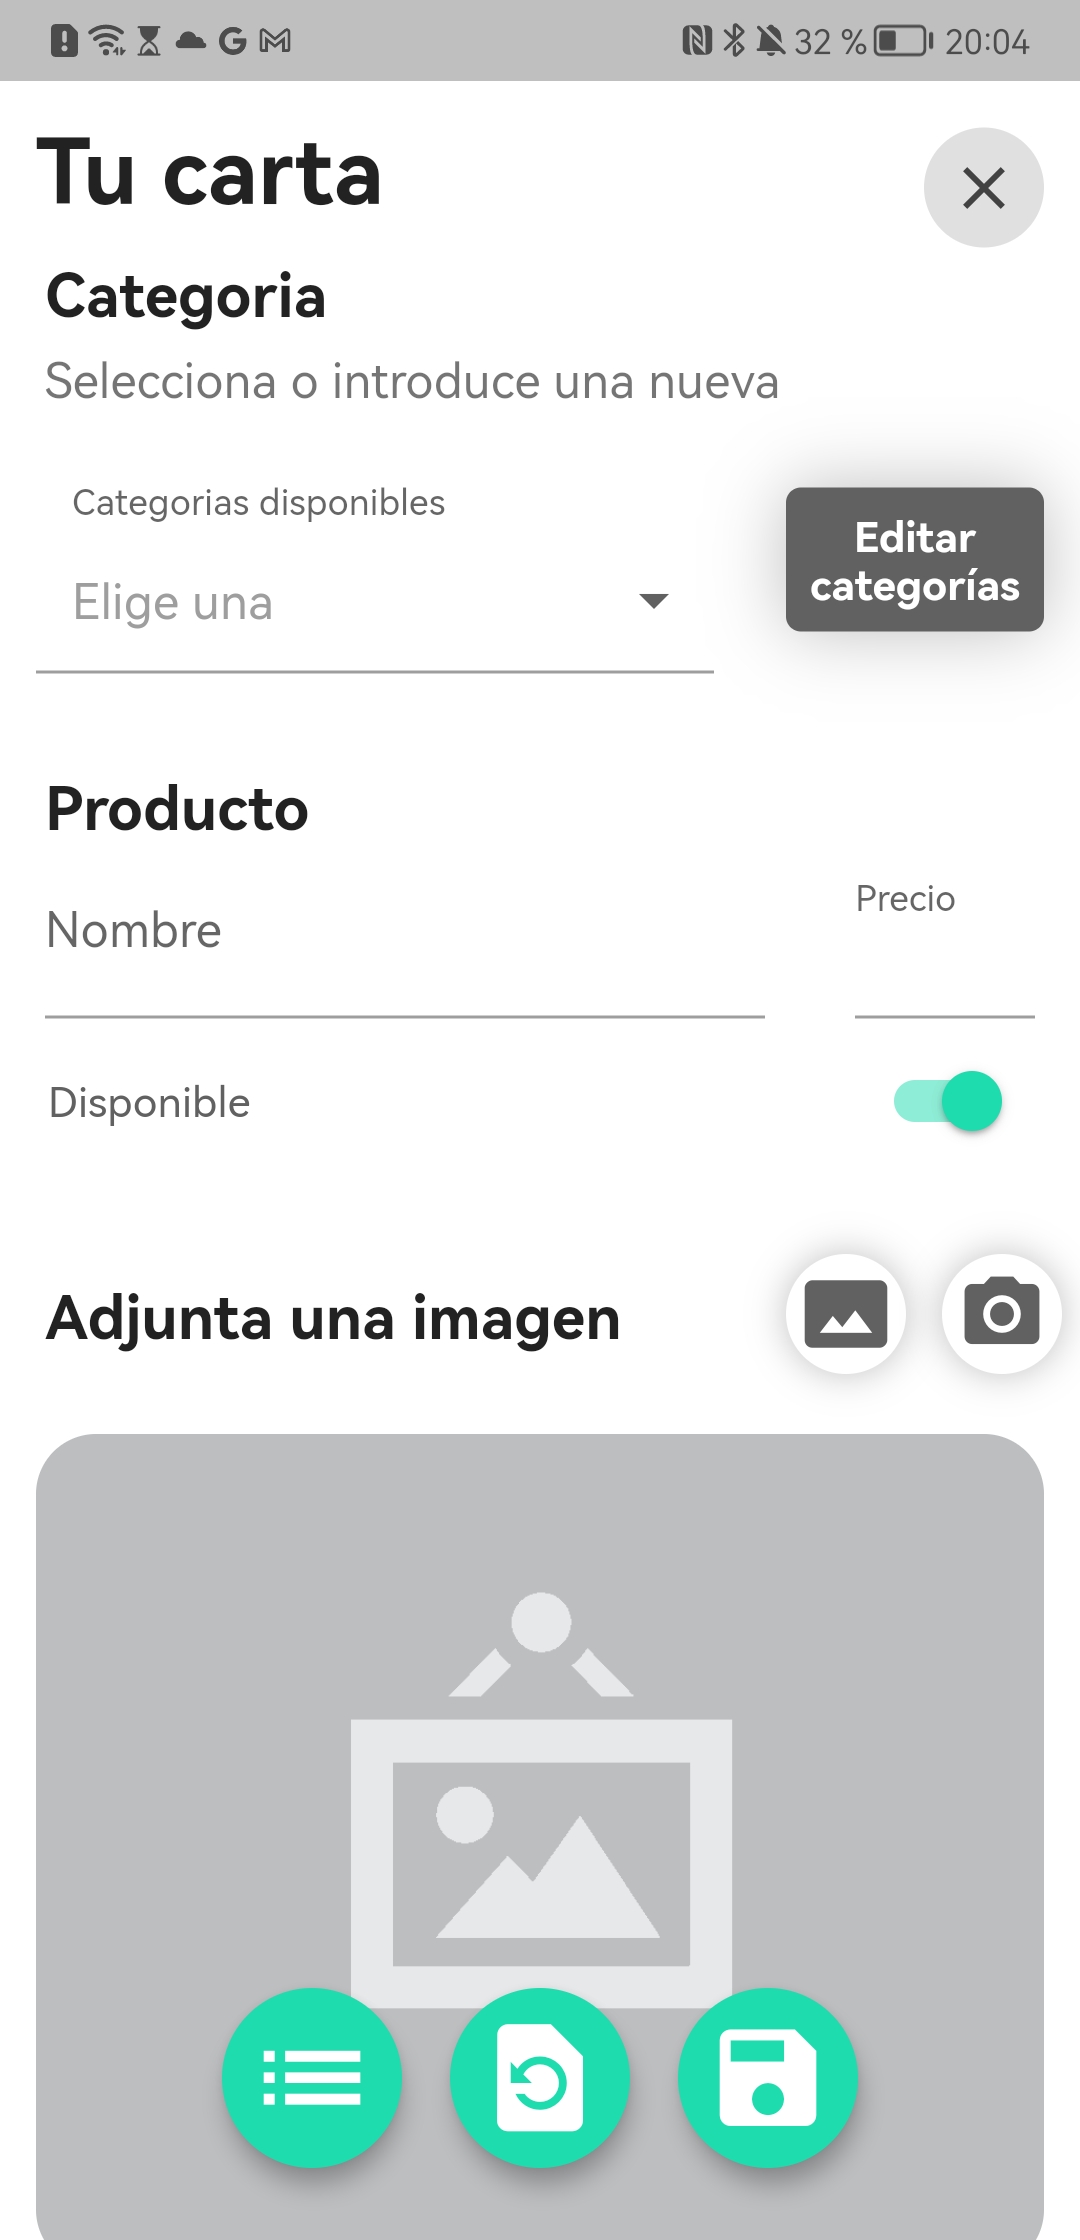 32 % 20:04
Tu carta
Categoria
Selecciona o introduce una nueva
Categorias disponibles
Elige una
Editar
categorías
Producto
Nombre
Precio
Disponible
Adjunta una imagen